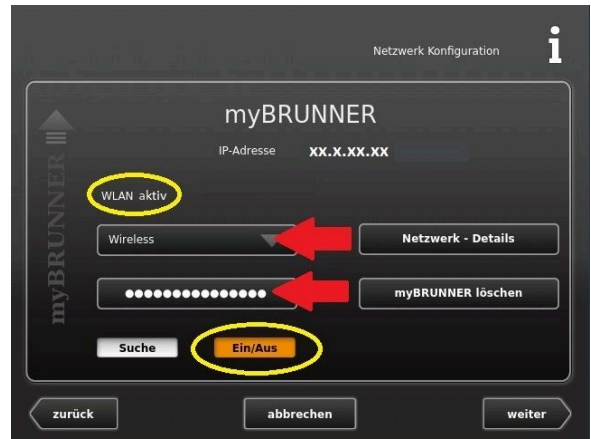 Netzwerk Konfiguration
i
myBRUNNER
IP-Adresse xx.x.xx.xx
myBRUNNER
WLAN aktiv
Wireless
Netzwerk - Details
●●●●●●●●●●●●●●●
myBRUNNER löschen
Suche
Ein/Aus
zurück
abbrechen
weiter